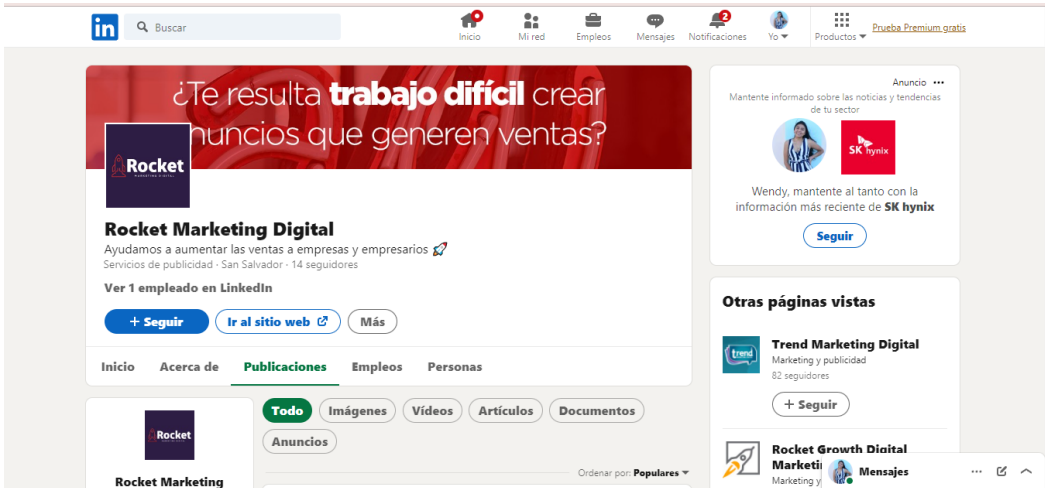 in
Buscar
Inicio
Mi red
Empleos
Mensajes
2
Notificaciones
Yo
Productos
Prueba Premium gratis
¿Te resulta trabajo difícil crear
nuncios que generen ventas?
Rocket
Rocket Marketing Digital
Ayudamos a aumentar las ventas a empresas y empresarios 🚀
Servicios de publicidad · San Salvador · 14 seguidores
Ver 1 empleado en LinkedIn
+ Seguir
Ir al sitio web
Más
Inicio
Acerca de
Publicaciones
Empleos
Personas
Rocket
Rocket Marketing
Todo
Imágenes
Vídeos
Artículos
Documentos
Anuncios
Ordenar por: Populares
Anuncio •••
Mantente informado sobre las noticias y tendencias
de tu sector
SK hynix
Wendy, mantente al tanto con la
información más reciente de SK hynix
Seguir
Otras páginas vistas
trend
Trend Marketing Digital
Marketing y publicidad
82 seguidores
+ Seguir
Rocket Growth Digital
Marketi
Marketing y
Mensajes